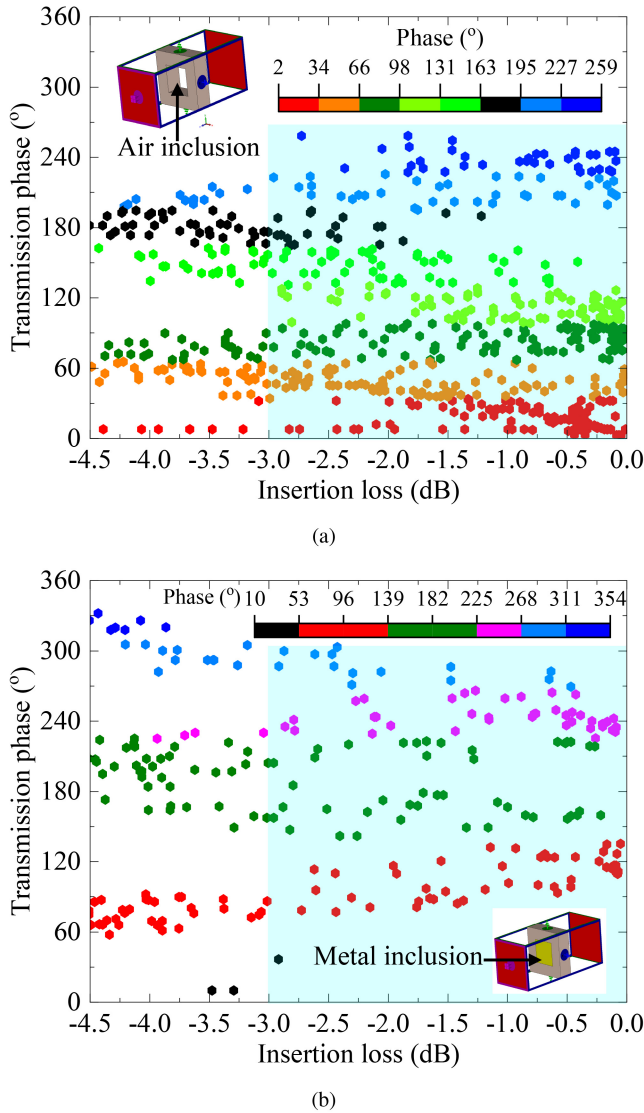 360
300
240
180
120
60
0
Transmission phase (º)
Phase (º)
2 34 66 98 131 163 195 227 259
Air inclusion
-4.5 -4.0 -3.5 -3.0 -2.5 -2.0 -1.5 -1.0 -0.5 0.0
Insertion loss (dB)
(a)
360
300
240
180
120
60
0
Transmission phase (º)
Phase (º) 10 53 96 139 182 225 268 311 354
Metal inclusion
-4.5 -4.0 -3.5 -3.0 -2.5 -2.0 -1.5 -1.0 -0.5 0.0
Insertion loss (dB)
(b)